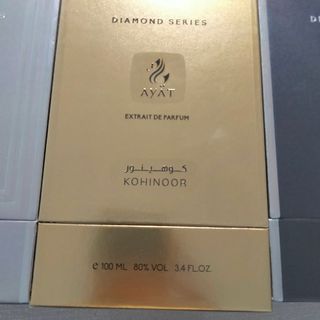 DIAMOND SERIES
AYAT
EXTRAIT DE PARFUM
كوهينور
KOHINOOR
e 100 ML 80% VOL 3.4 FL.OZ.